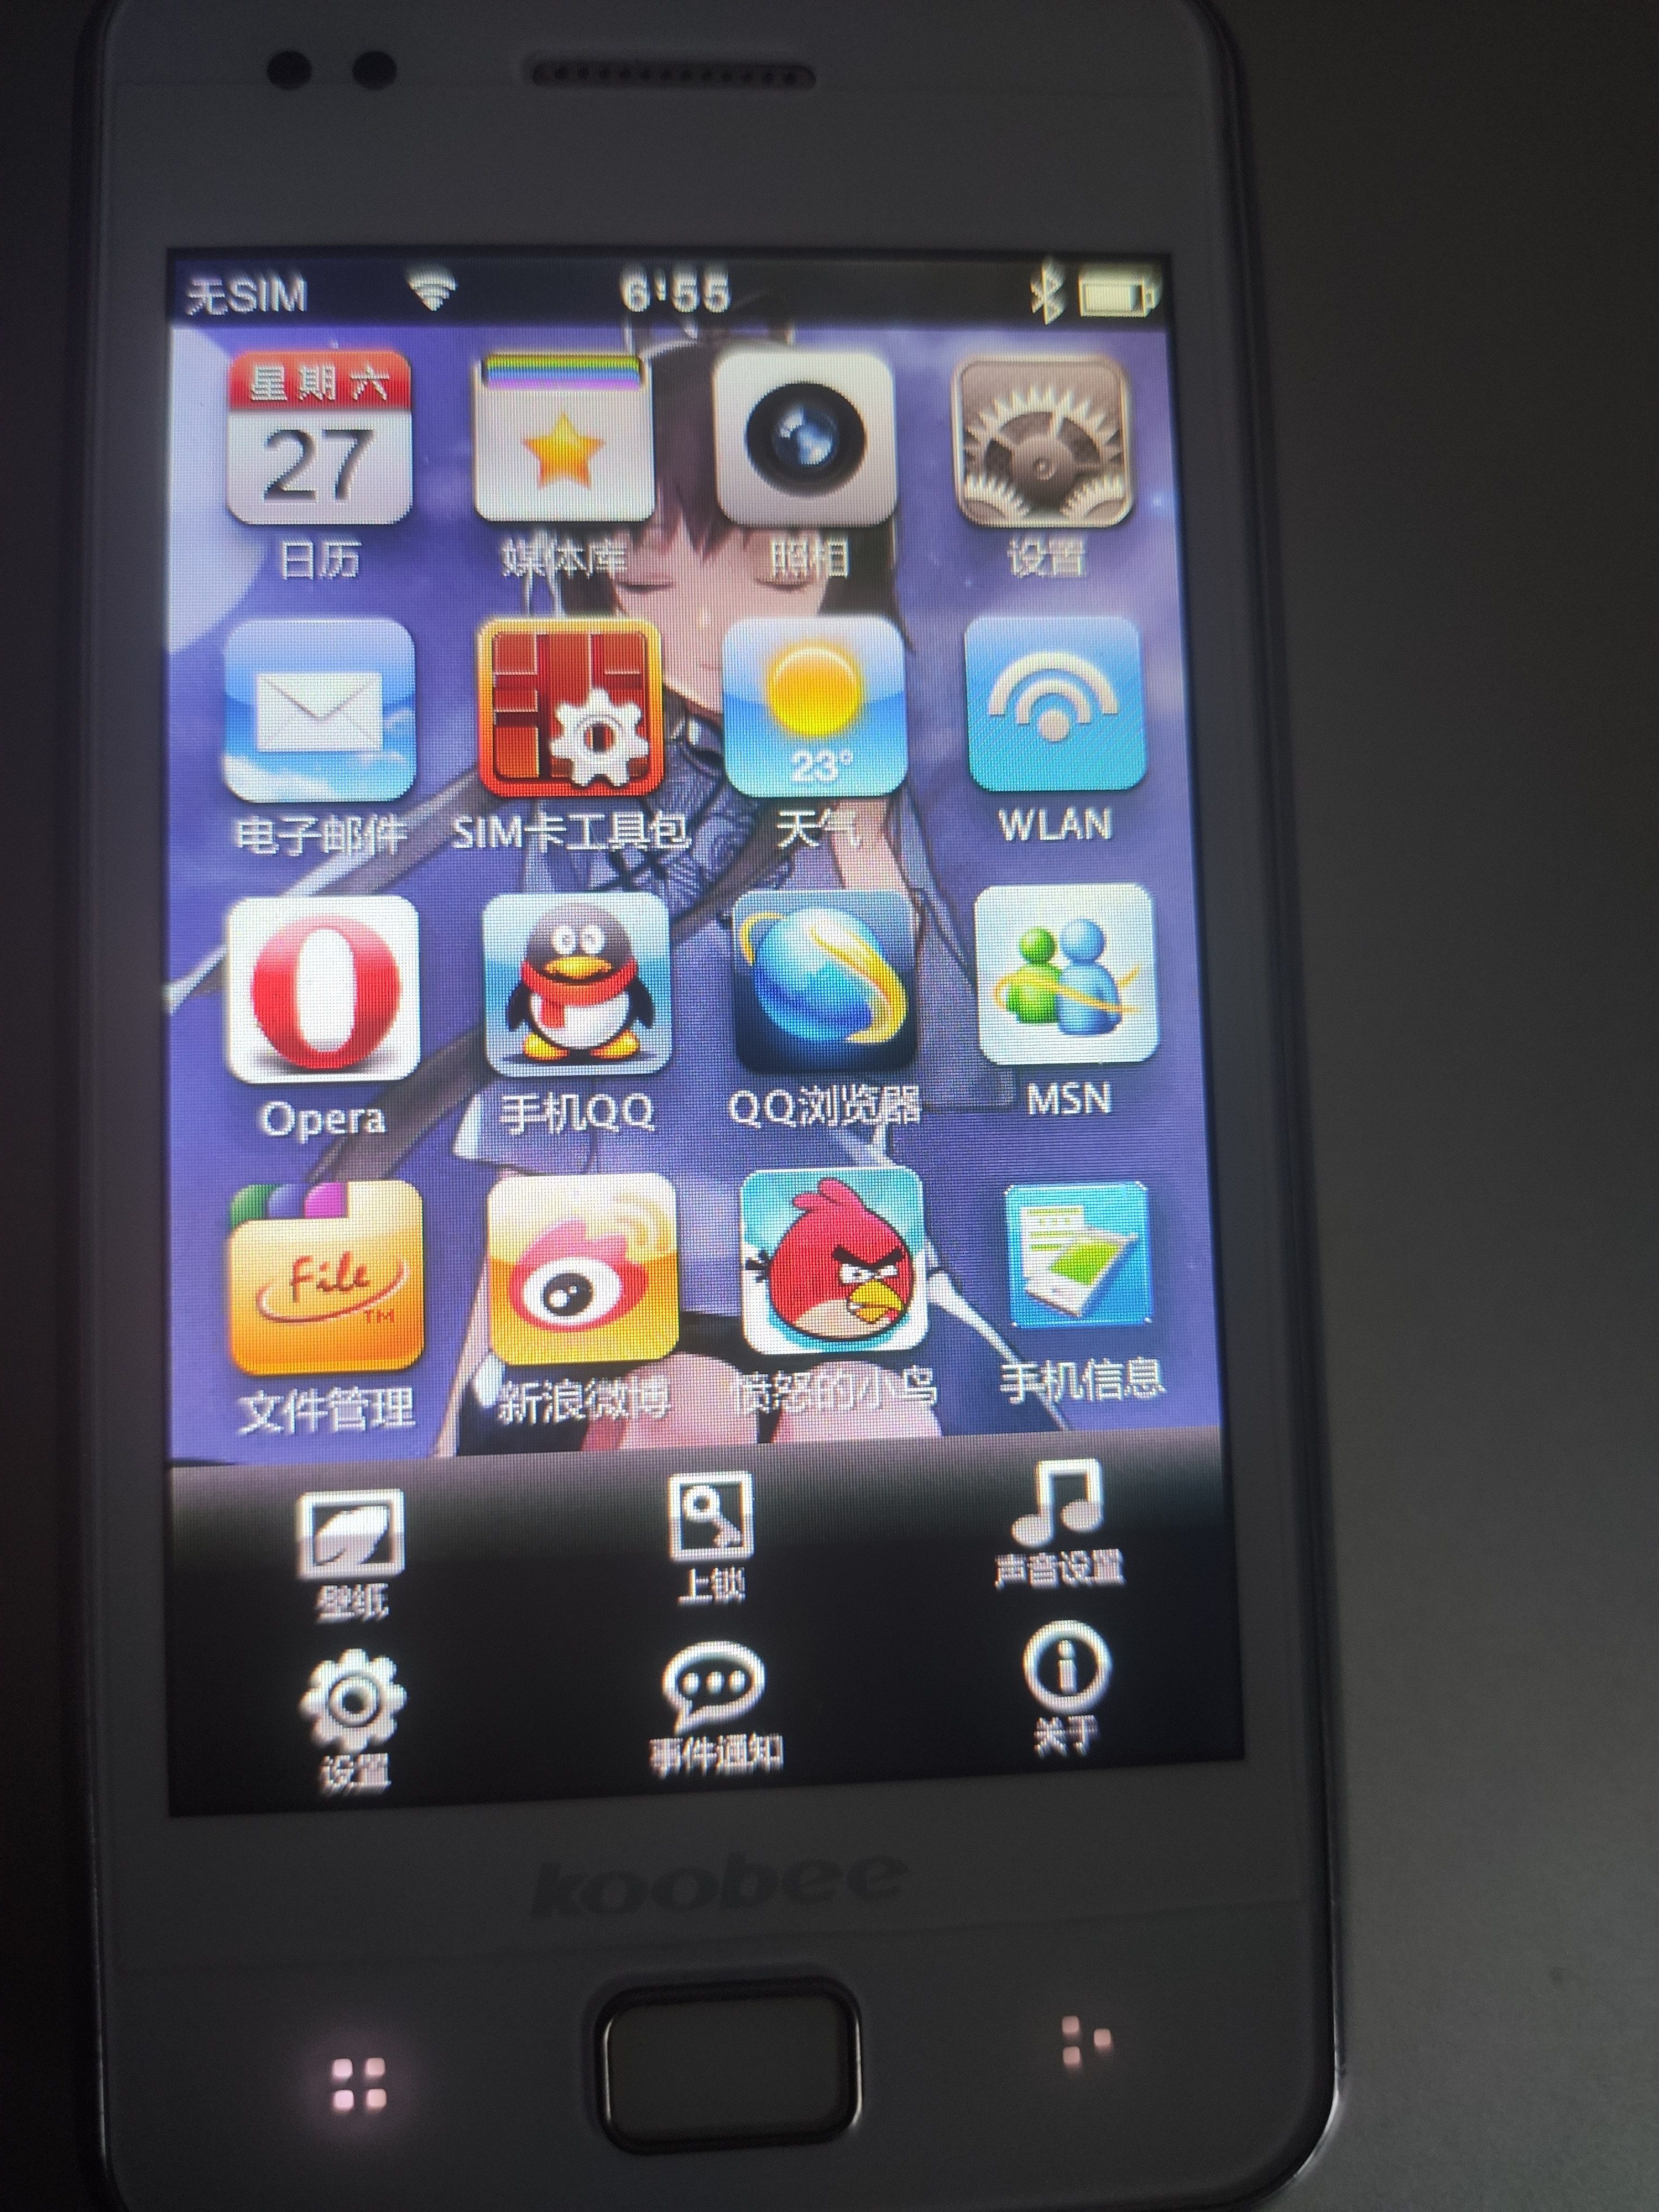 无SIM 6:55
星期六
27
日历 媒体库 照相 设置
23°
电子邮件 SIM卡工具包 天气 WLAN
Opera 手机QQ QQ浏览器 MSN
File
TM
文件管理 新浪微博 愤怒的小鸟 手机信息
壁纸 上锁 声音设置
设置 事件通知 关于
koobee